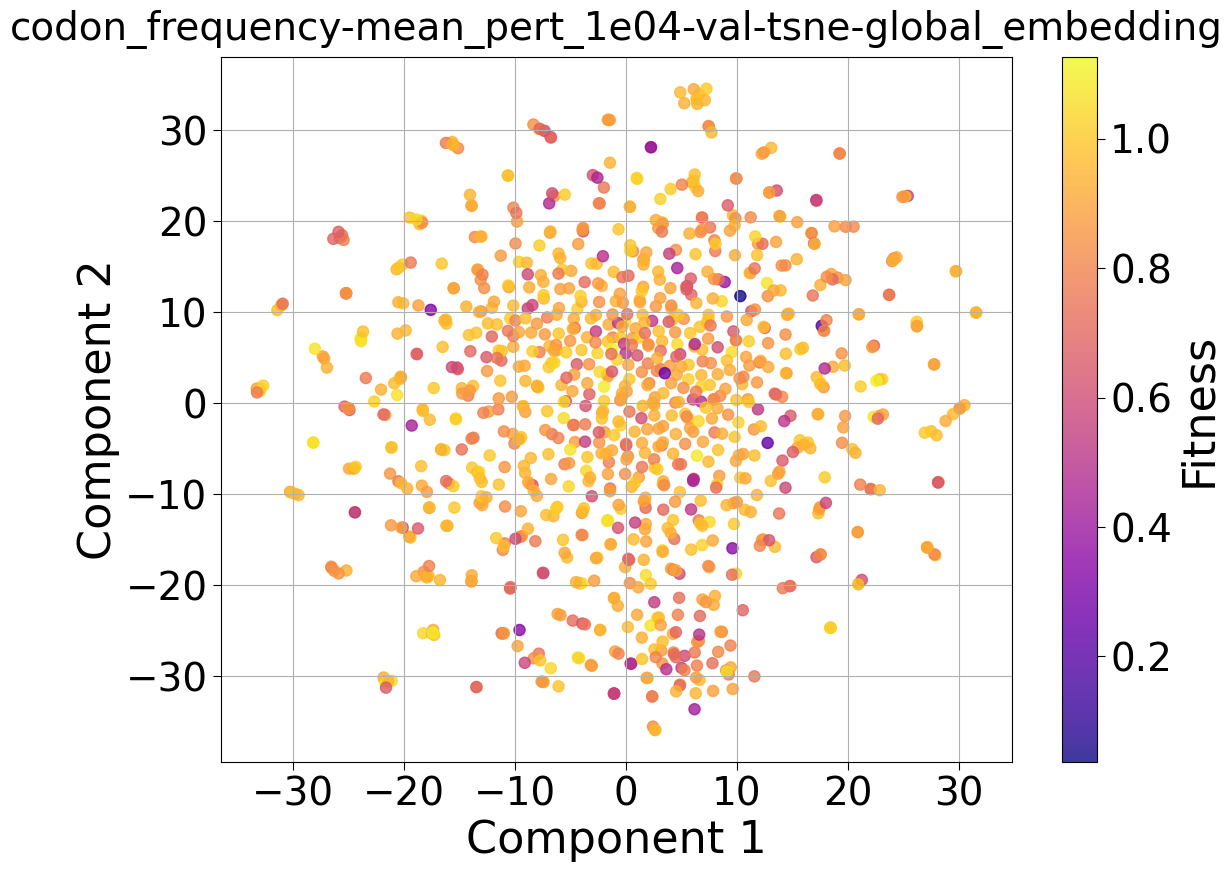 codon_frequency-mean_pert_1e04-val-tsne-global_embedding
Component 2
30
20
10
0
−10
−20
−30
−30 −20 −10 0 10 20 30
Component 1
1.0
0.8
0.6
0.4
0.2
Fitness